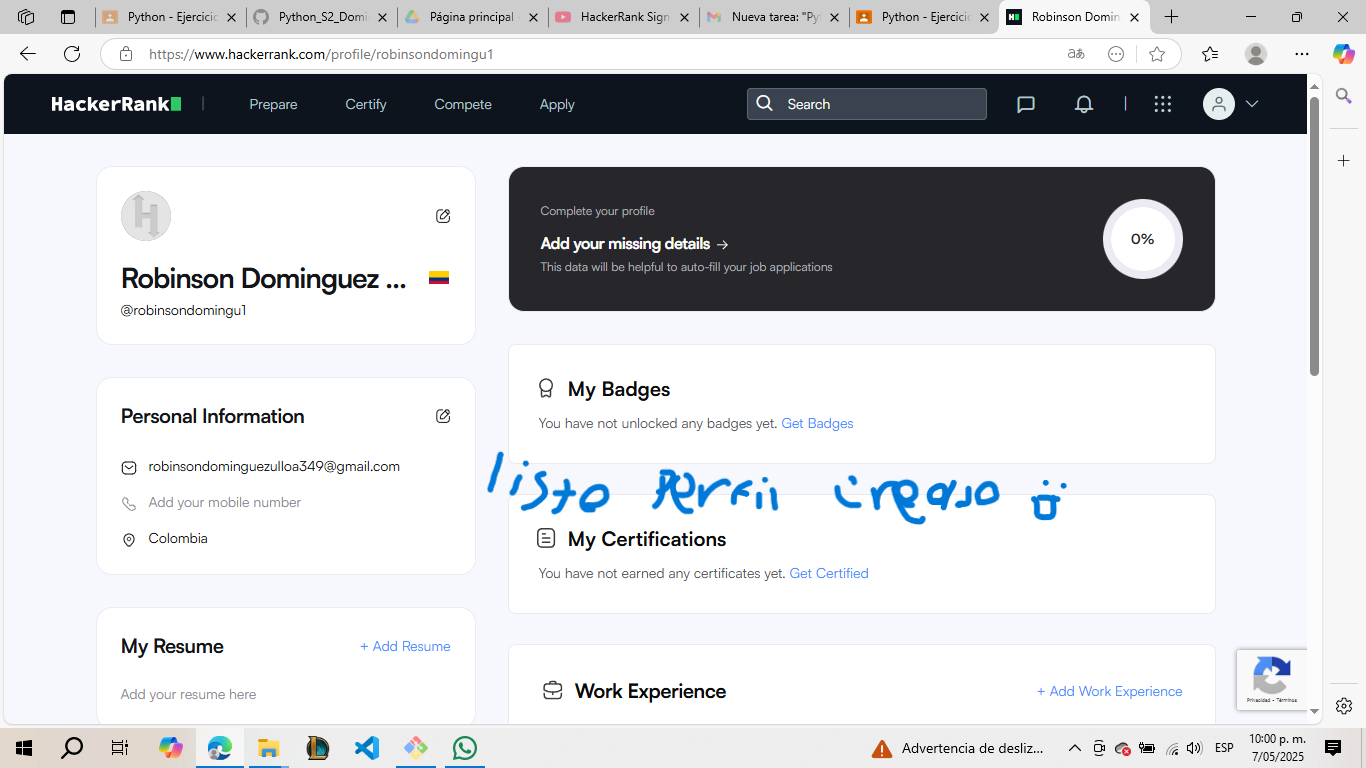 Python - Ejercicio
Python_S2_Domi
Página principal
HackerRank Sign
Nueva tarea: "Py
Python - Ejercicio
Robinson Domin
https://www.hackerrank.com/profile/robinsondomingu1
HackerRank
Prepare
Certify
Compete
Apply
Search
Robinson Dominguez ...
@robinsondomingu1
Complete your profile
Add your missing details →
This data will be helpful to auto-fill your job applications
0%
Personal Information
robinsondominguezulloa349@gmail.com
Add your mobile number
Colombia
My Badges
You have not unlocked any badges yet. Get Badges
listo Perfil creado
My Certifications
You have not earned any certificates yet. Get Certified
My Resume
+ Add Resume
Add your resume here
Work Experience
+ Add Work Experience
Privacidad - Términos
Advertencia de desliz...
ESP
10:00 p. m.
7/05/2025